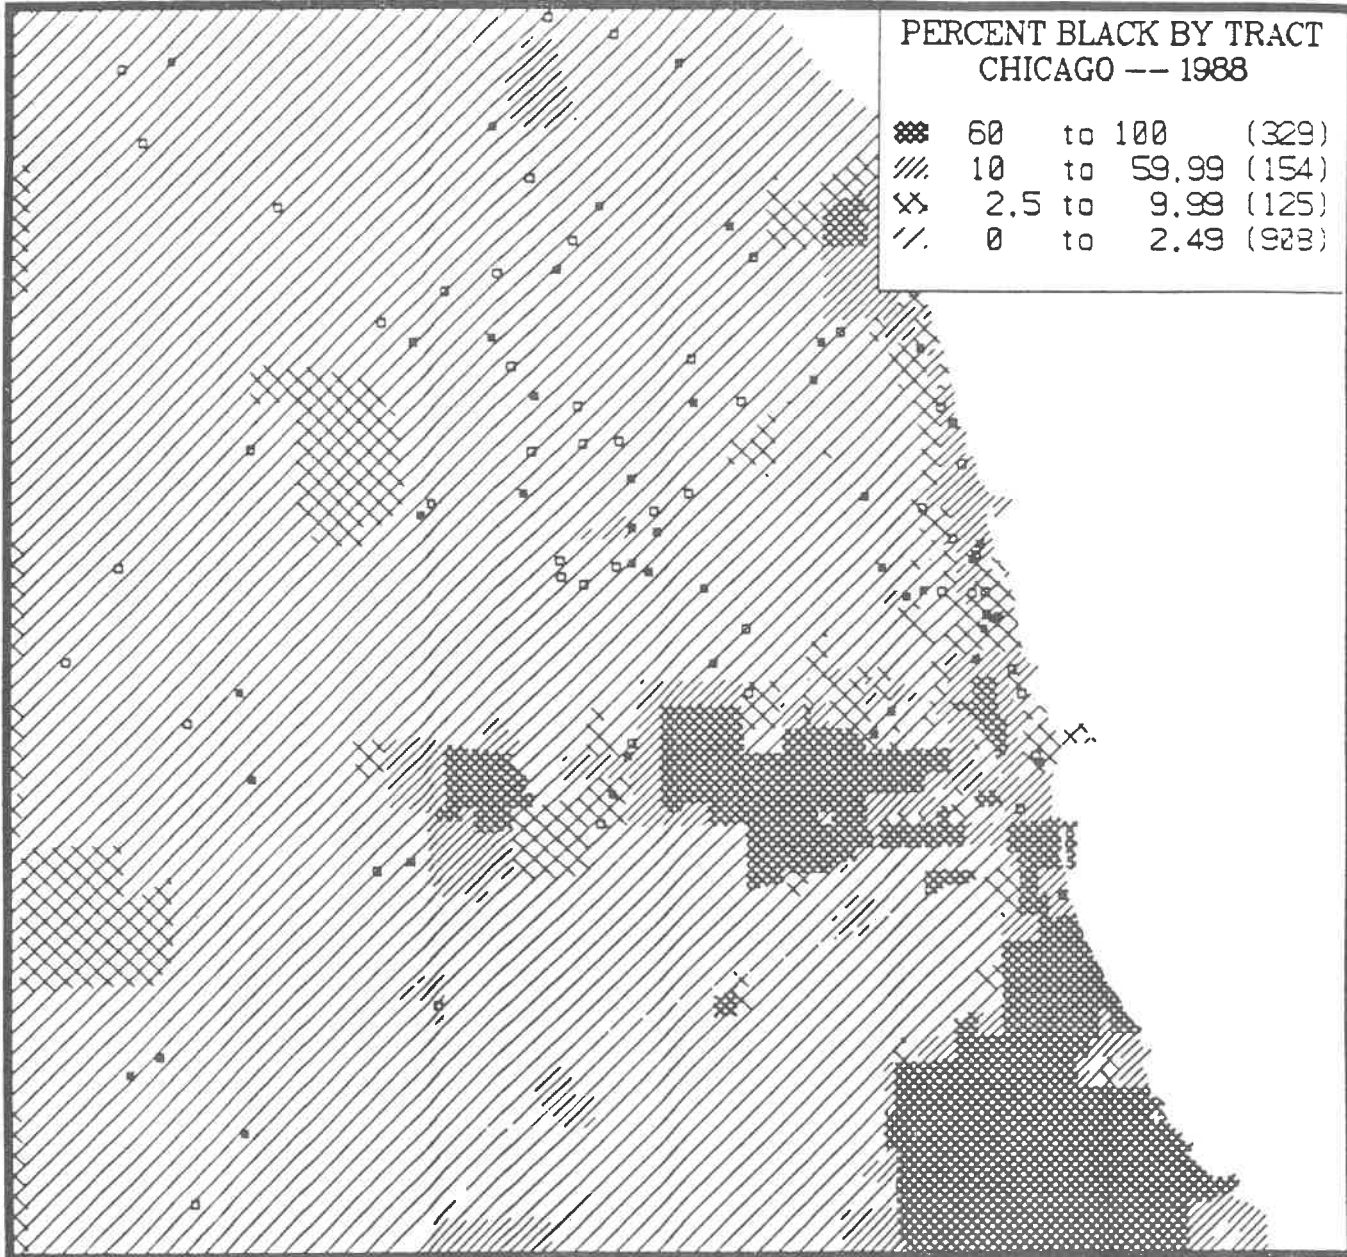 PERCENT BLACK BY TRACT
CHICAGO -- 1988
60 to 100 (329)
10 to 59.99 (154)
2.5 to 9.99 (125)
0 to 2.49 (908)